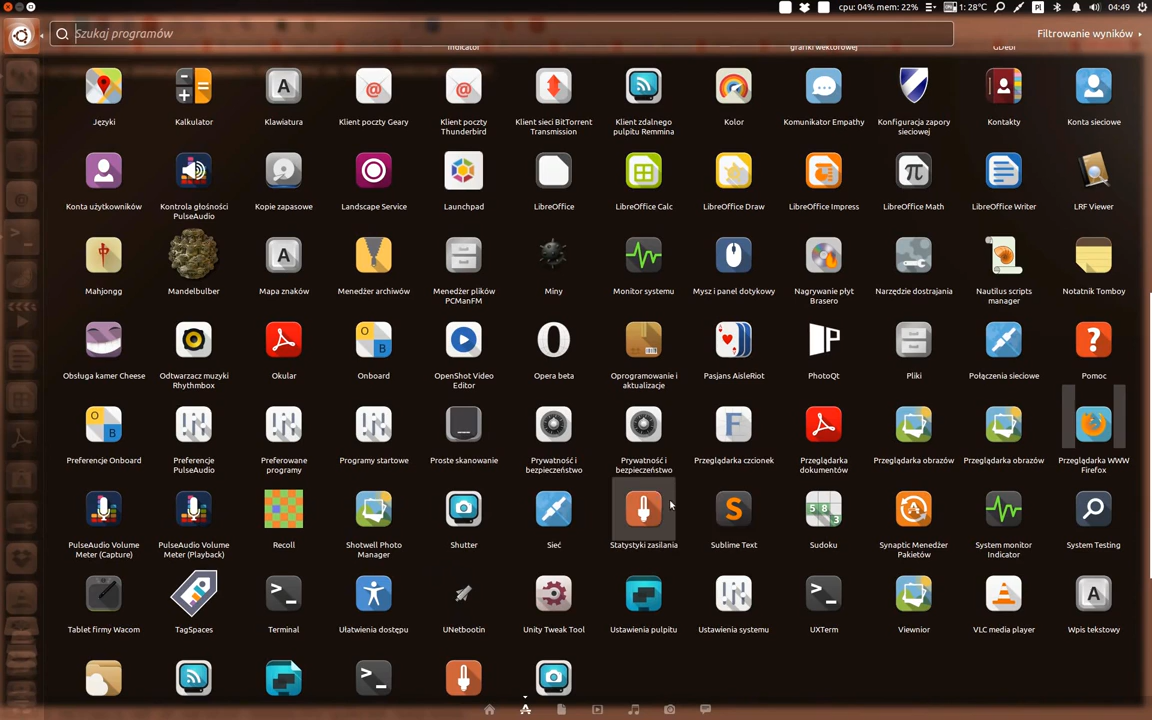 cpu: 04% mem: 22%
1: 28°C
Pl
04:49
Szukaj programów
Filtrowanie wyników
Indicator
grafiki wektorowej
GDebi
Języki
Kalkulator
Klawiatura
Klient poczty Geary
Klient poczty
Thunderbird
Klient sieci BitTorrent
Transmission
Klient zdalnego
pulpitu Remmina
Kolor
Komunikator Empathy
Konfiguracja zapory
sieciowej
Kontakty
Konta sieciowe
Konta użytkowników
Kontrola głośności
PulseAudio
Kopie zapasowe
Landscape Service
Launchpad
LibreOffice
LibreOffice Calc
LibreOffice Draw
LibreOffice Impress
LibreOffice Math
LibreOffice Writer
LRF Viewer
Mahjongg
Mandelbulber
Mapa znaków
Menedżer archiwów
Menedżer plików
PCManFM
Miny
Monitor systemu
Mysz i panel dotykowy
Nagrywanie płyt
Brasero
Narzędzie dostrajania
Nautilus scripts
manager
Notatnik Tomboy
Obsługa kamer Cheese
Odtwarzacz muzyki
Rhythmbox
Okular
Onboard
OpenShot Video
Editor
Opera beta
Oprogramowanie i
aktualizacje
Pasjans AisleRiot
PhotoQt
Pliki
Połączenia sieciowe
Pomoc
Preferencje Onboard
Preferencje
PulseAudio
Preferowane
programy
Programy startowe
Proste skanowanie
Prywatność i
bezpieczeństwo
Prywatność i
bezpieczeństwo
Przeglądarka czcionek
Przeglądarka
dokumentów
Przeglądarka obrazów
Przeglądarka obrazów
Przeglądarka WWW
Firefox
PulseAudio Volume
Meter (Capture)
PulseAudio Volume
Meter (Playback)
Recoll
Shotwell Photo
Manager
Shutter
Sieć
Statystyki zasilania
Sublime Text
Sudoku
Synaptic Menedżer
Pakietów
System monitor
Indicator
System Testing
Tablet firmy Wacom
TagSpaces
Terminal
Ułatwienia dostępu
UNetbootin
Unity Tweak Tool
Ustawienia pulpitu
Ustawienia systemu
UXTerm
Viewnior
VLC media player
Wpis tekstowy